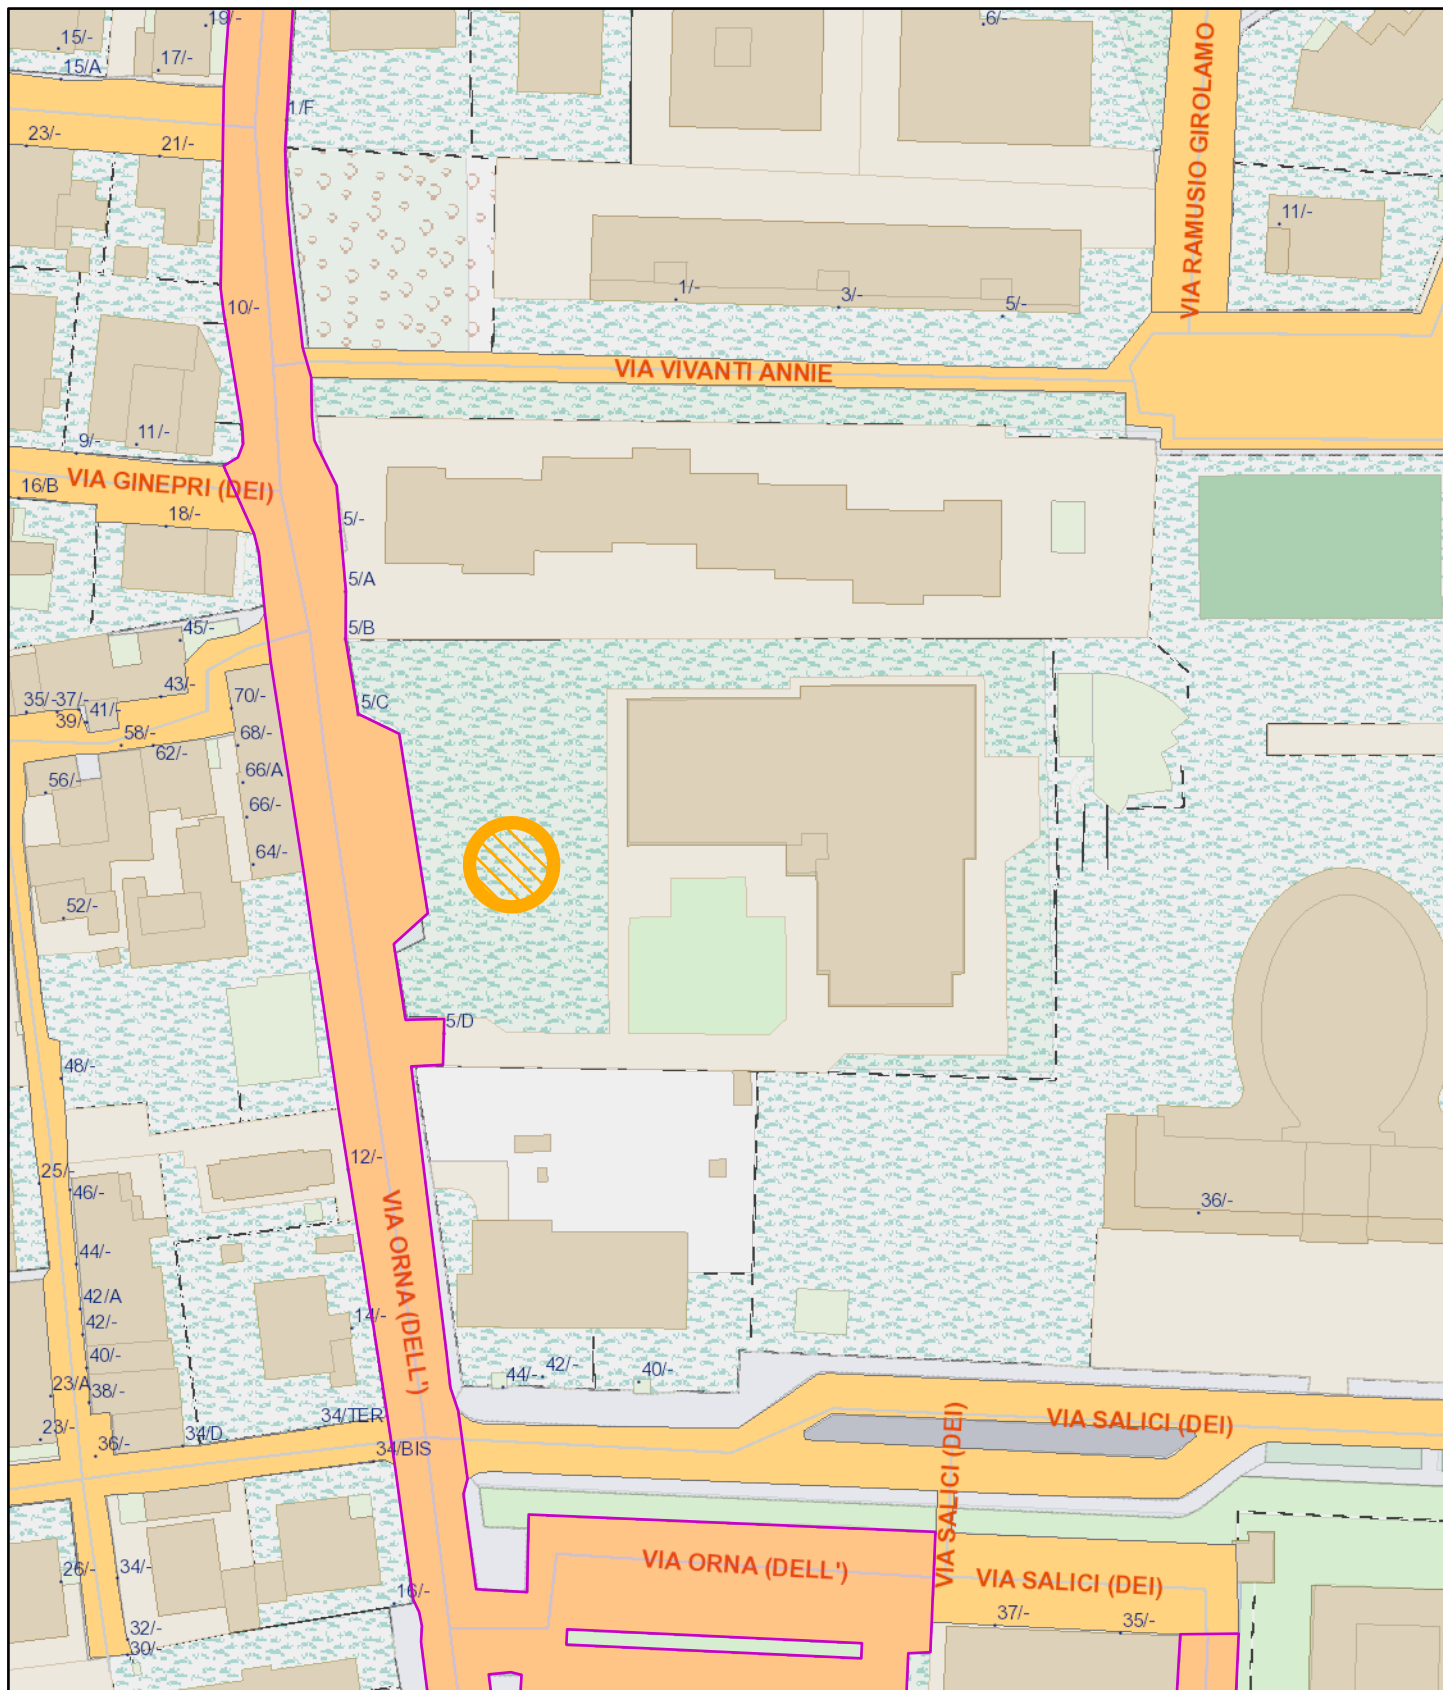 19/-
6/-
15/-
15/A
17/-
1/F
23/-
21/-
VIA RAMUSIO GIROLAMO
11/-
10/-
1/-
3/-
5/-
VIA VIVANTI ANNIE
9/-
11/-
VIA GINEPRI (DEI)
16/B
18/-
5/-
5/A
5/B
45/-
43/-
35/-
37/-
39/-
41/-
70/-
5/C
58/-
62/-
68/-
56/-
66/A
66/-
64/-
52/-
5/D
48/-
25/-
46/-
12/-
36/-
VIA ORNA (DELL')
44/-
42/A
42/-
14/-
40/-
23/A
38/-
44/-
42/-
40/-
23/-
36/-
34/D
34/TER
34/BIS
VIA SALICI (DEI)
VIA SALICI (DEI)
VIA ORNA (DELL')
VIA SALICI (DEI)
26/-
34/-
16/-
32/-
30/-
37/-
35/-